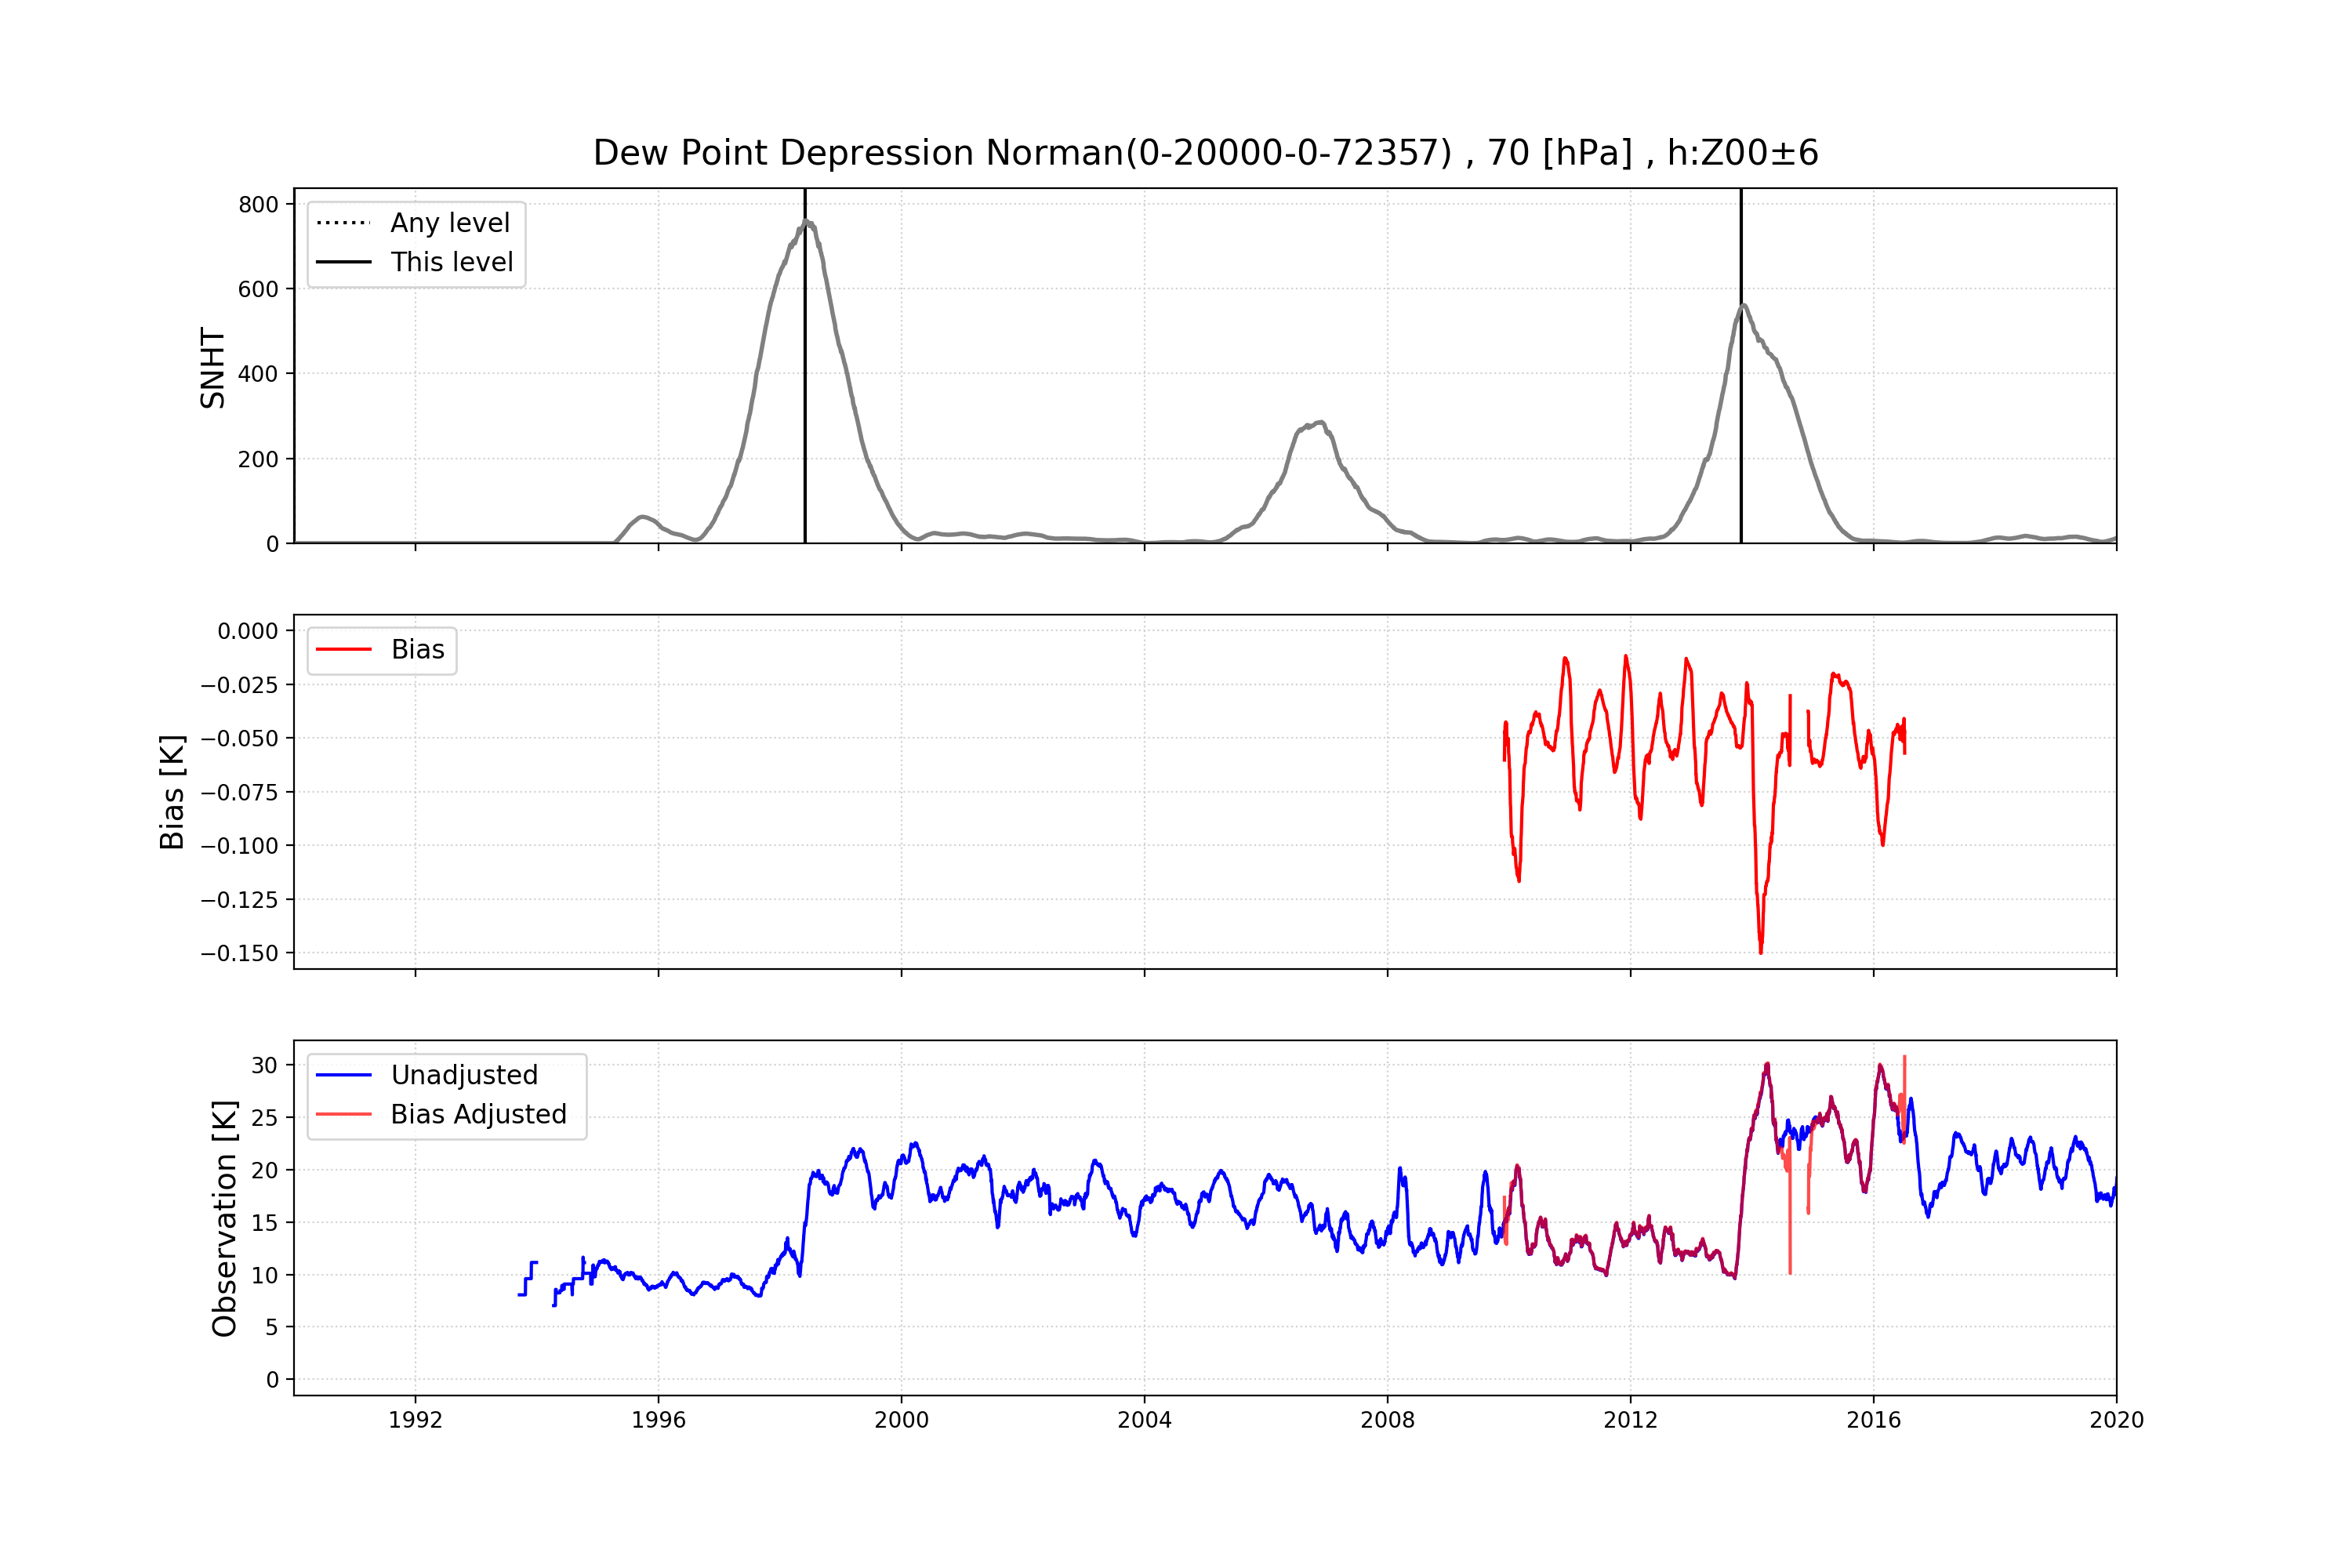 Dew Point Depression Norman(0-20000-0-72357) , 70 [hPa] , h:Z00±6
800
600
400
200
0
SNHT
Any level
This level
0.000
−0.025
−0.050
−0.075
−0.100
−0.125
−0.150
Bias [K]
Bias
30
25
20
15
10
5
0
Observation [K]
Unadjusted
Bias Adjusted
1992 1996 2000 2004 2008 2012 2016 2020